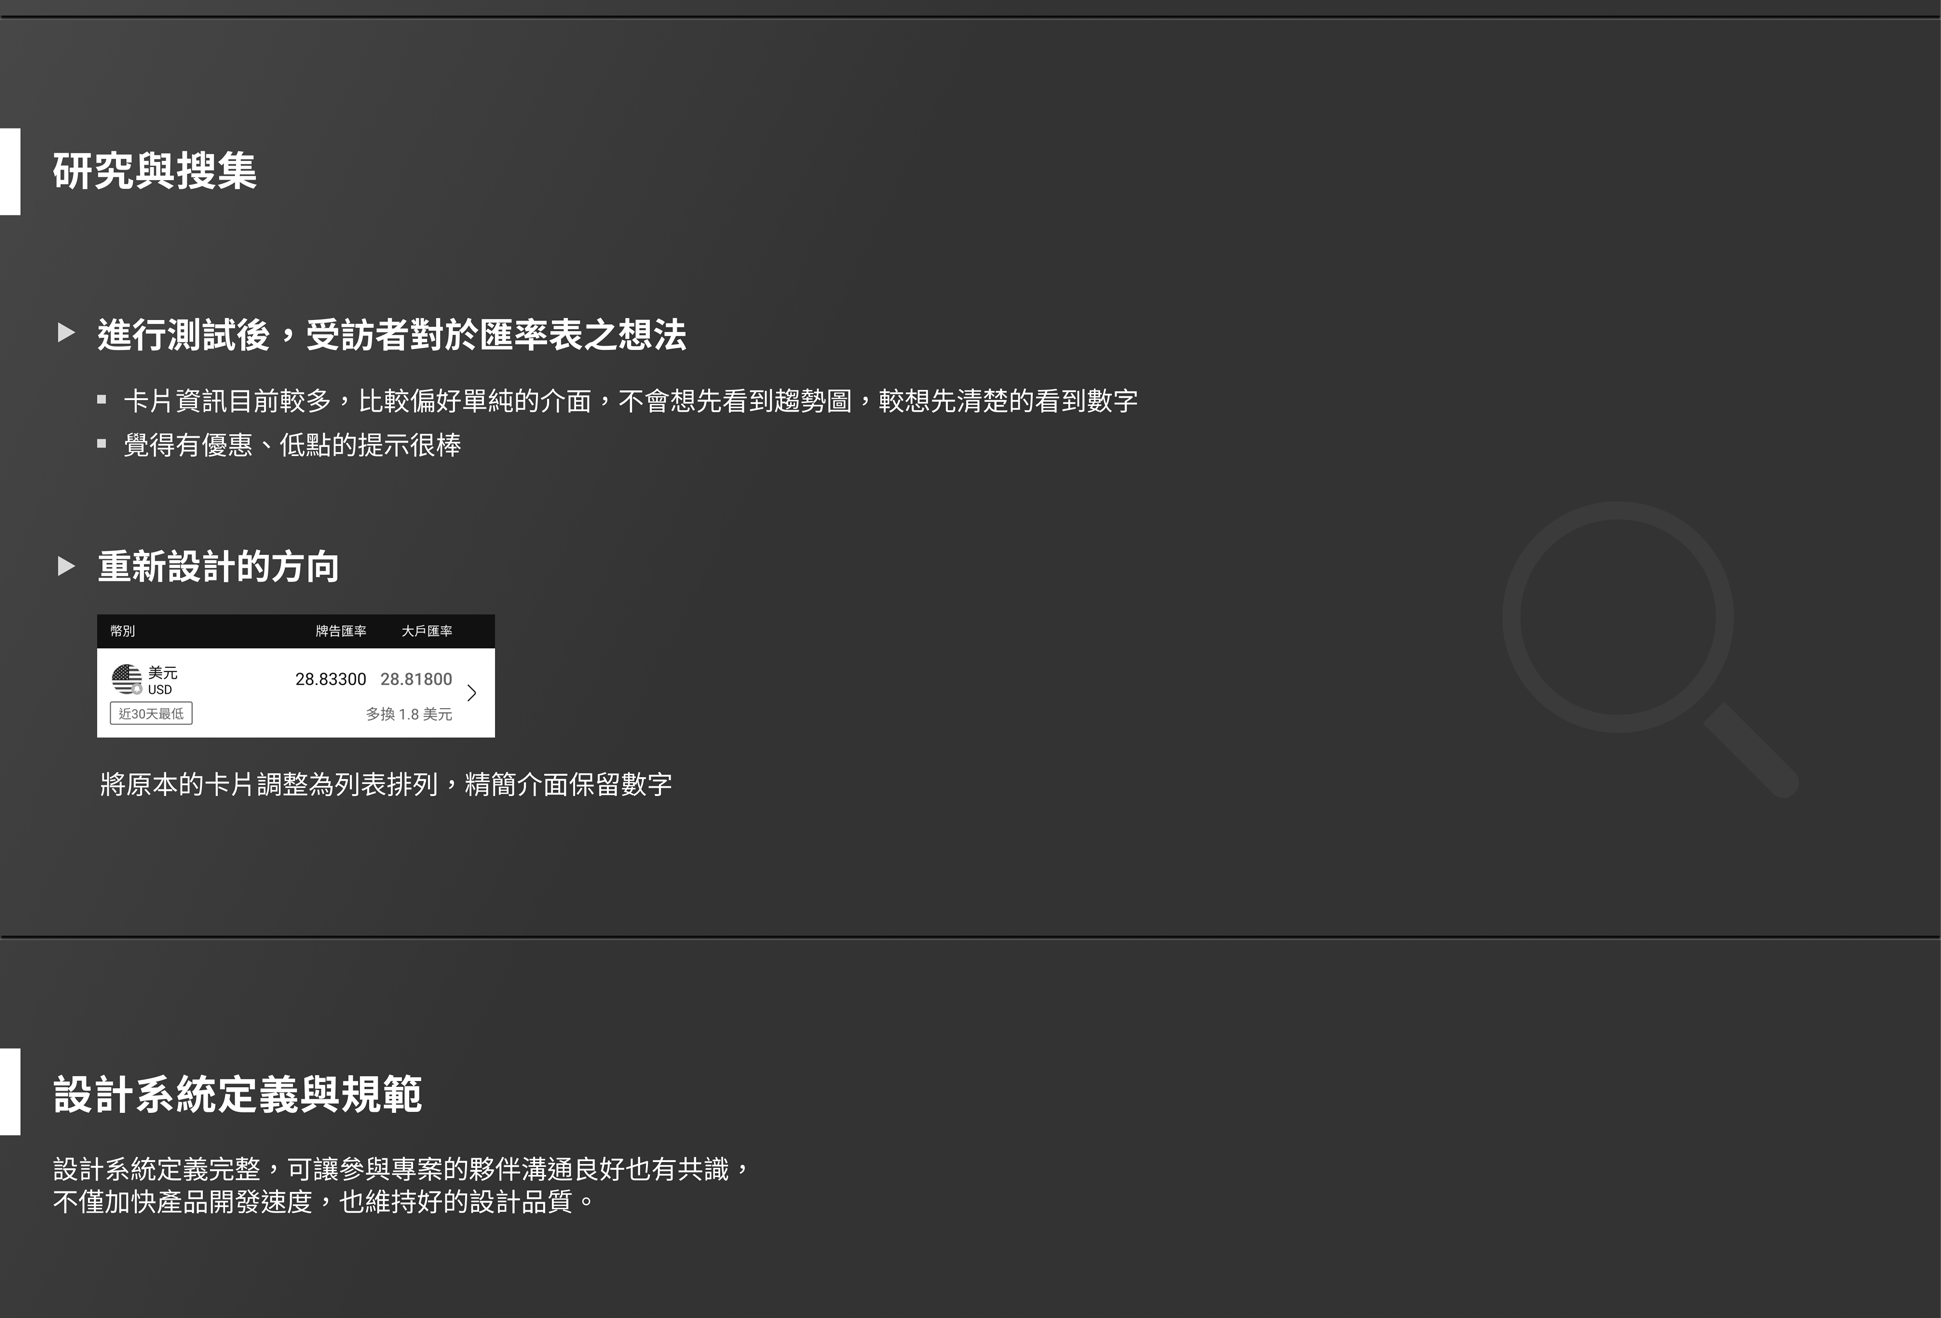 研究與搜集
進行測試後，受訪者對於匯率表之想法
卡片資訊目前較多，比較偏好單純的介面，不會想先看到趨勢圖，較想先清楚的看到數字
覺得有優惠、低點的提示很棒
重新設計的方向
幣別 牌告匯率 大戶匯率
美元 28.83300 28.81800
USD
近30天最低 多換 1.8 美元
將原本的卡片調整為列表排列，精簡介面保留數字
設計系統定義與規範
設計系統定義完整，可讓參與專案的夥伴溝通良好也有共識，
不僅加快產品開發速度，也維持好的設計品質。